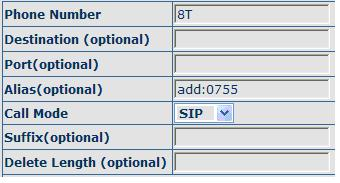 Phone Number 8T
Destination (optional)
Port(optional)
Alias(optional) add:0755
Call Mode SIP
Suffix(optional)
Delete Length (optional)